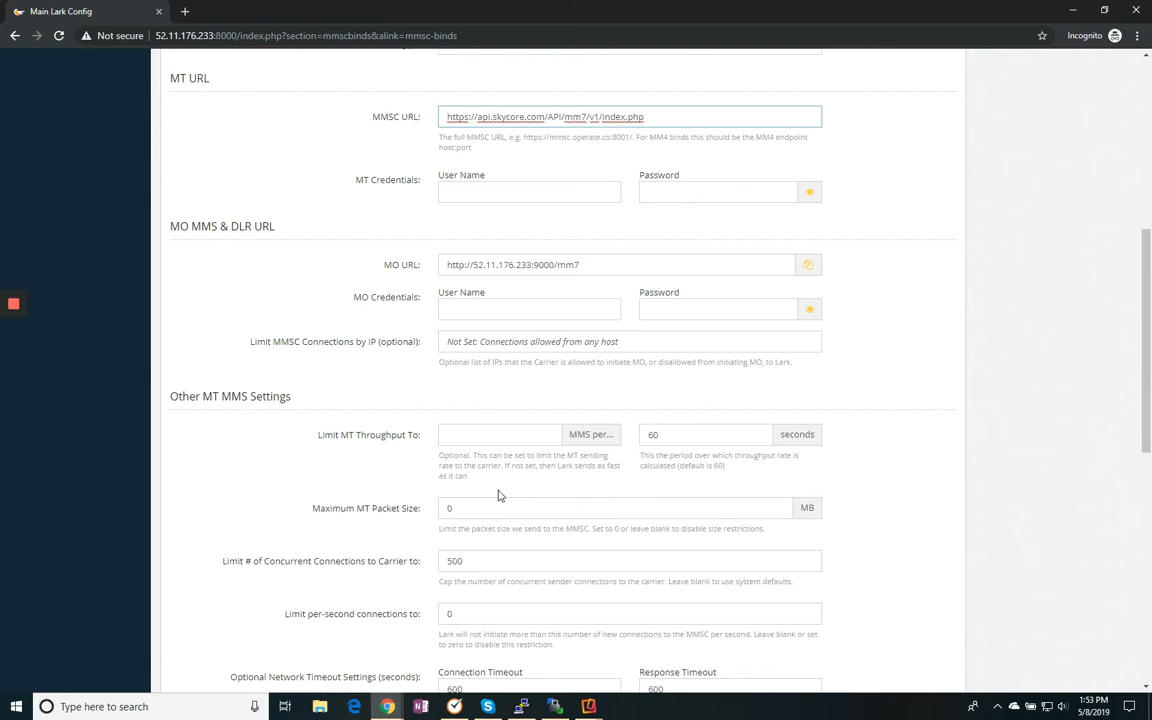 Main Lark Config
Not secure
52.11.176.233:8000/index.php?section=mmscbinds&alink=mmsc-binds
Incognito
MT URL
MMSC URL:
https://api.skycore.com/API/mm7/v1/index.php
The full MMSC URL, e.g. https://mmsc.operate.co:8001/. For MM4 binds this should be the MM4 endpoint
host:port
User Name
Password
MT Credentials:
MO MMS & DLR URL
MO URL:
http://52.11.176.233:9000/mm7
User Name
Password
MO Credentials:
Limit MMSC Connections by IP (optional):
Not Set: Connections allowed from any host
Optional list of IPs that the Carrier is allowed to initiate MO, or disallowed from initiating MO, to Lark.
Other MT MMS Settings
Limit MT Throughput To:
MMS per...
60
seconds
Optional. This can be set to limit the MT sending
rate to the carrier. If not set, then Lark sends as fast
as it can
This the period over which throughput rate is
calculated (default is 60)
Maximum MT Packet Size:
0
MB
Limit the packet size we send to the MMSC. Set to 0 or leave blank to disable size restrictions.
Limit # of Concurrent Connections to Carrier to:
500
Cap the number of concurrent sender connections to the carrier. Leave blank to use system defaults.
Limit per-second connections to:
0
Lark will not initiate more than this number of new connections to the MMSC per second. Leave blank or set
to zero to disable this restriction.
Connection Timeout
Response Timeout
Optional Network Timeout Settings (seconds):
600
600
Type here to search
1:53 PM
5/8/2019